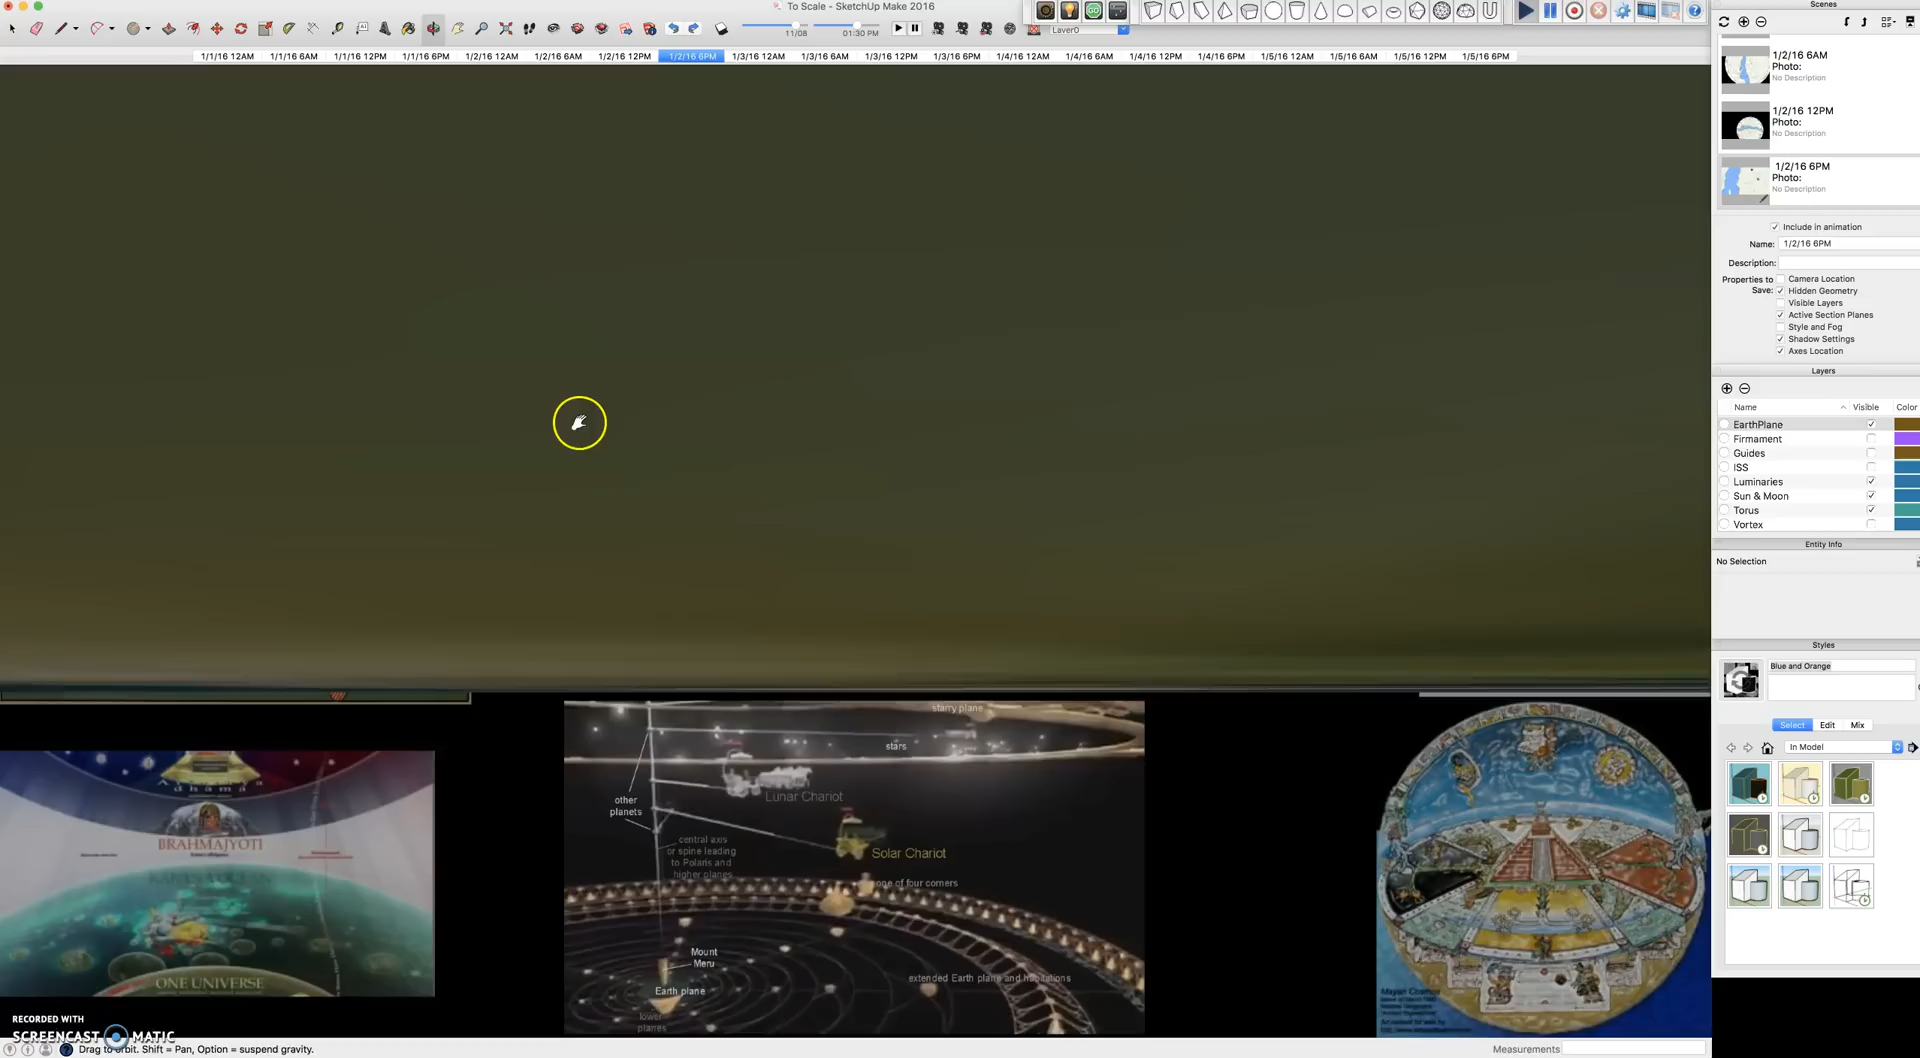 To Scale - SketchUp Make 2016
11/08
01:30 PM
Layer0
1/1/16 12AM
1/1/16 6AM
1/1/16 12PM
1/1/16 6PM
1/2/16 12AM
1/2/16 6AM
1/2/16 12PM
1/2/16 6PM
1/3/16 12AM
1/3/16 6AM
1/3/16 12PM
1/3/16 6PM
1/4/16 12AM
1/4/16 6AM
1/4/16 12PM
1/4/16 6PM
1/5/16 12AM
1/5/16 6AM
1/5/16 12PM
1/5/16 6PM
Scenes
1/2/16 6AM
Photo:
No Description
1/2/16 12PM
Photo:
No Description
1/2/16 6PM
Photo:
No Description
Include in animation
Name: 1/2/16 6PM
Description:
Properties to Save:
Camera Location
Hidden Geometry
Visible Layers
Active Section Planes
Style and Fog
Shadow Settings
Axes Location
Layers
Name Visible Color
EarthPlane
Firmament
Guides
ISS
Luminaries
Sun & Moon
Torus
Vortex
Entity Info
No Selection
Styles
Blue and Orange
Select Edit Mix
In Model
dhama
BRAHMAJYOTI
ONE UNIVERSE
starry plane
stars
other
planets
Lunar Chariot
central axis
or spine leading
to Polaris and
higher planes
Solar Chariot
one of four corners
Mount
Meru
extended Earth plane and habitations
Earth plane
lower
planes
Mayan Cosmos
RECORDED WITH
SCREENCAST MATIC
Drag to orbit. Shift = Pan, Option = suspend gravity.
Measurements